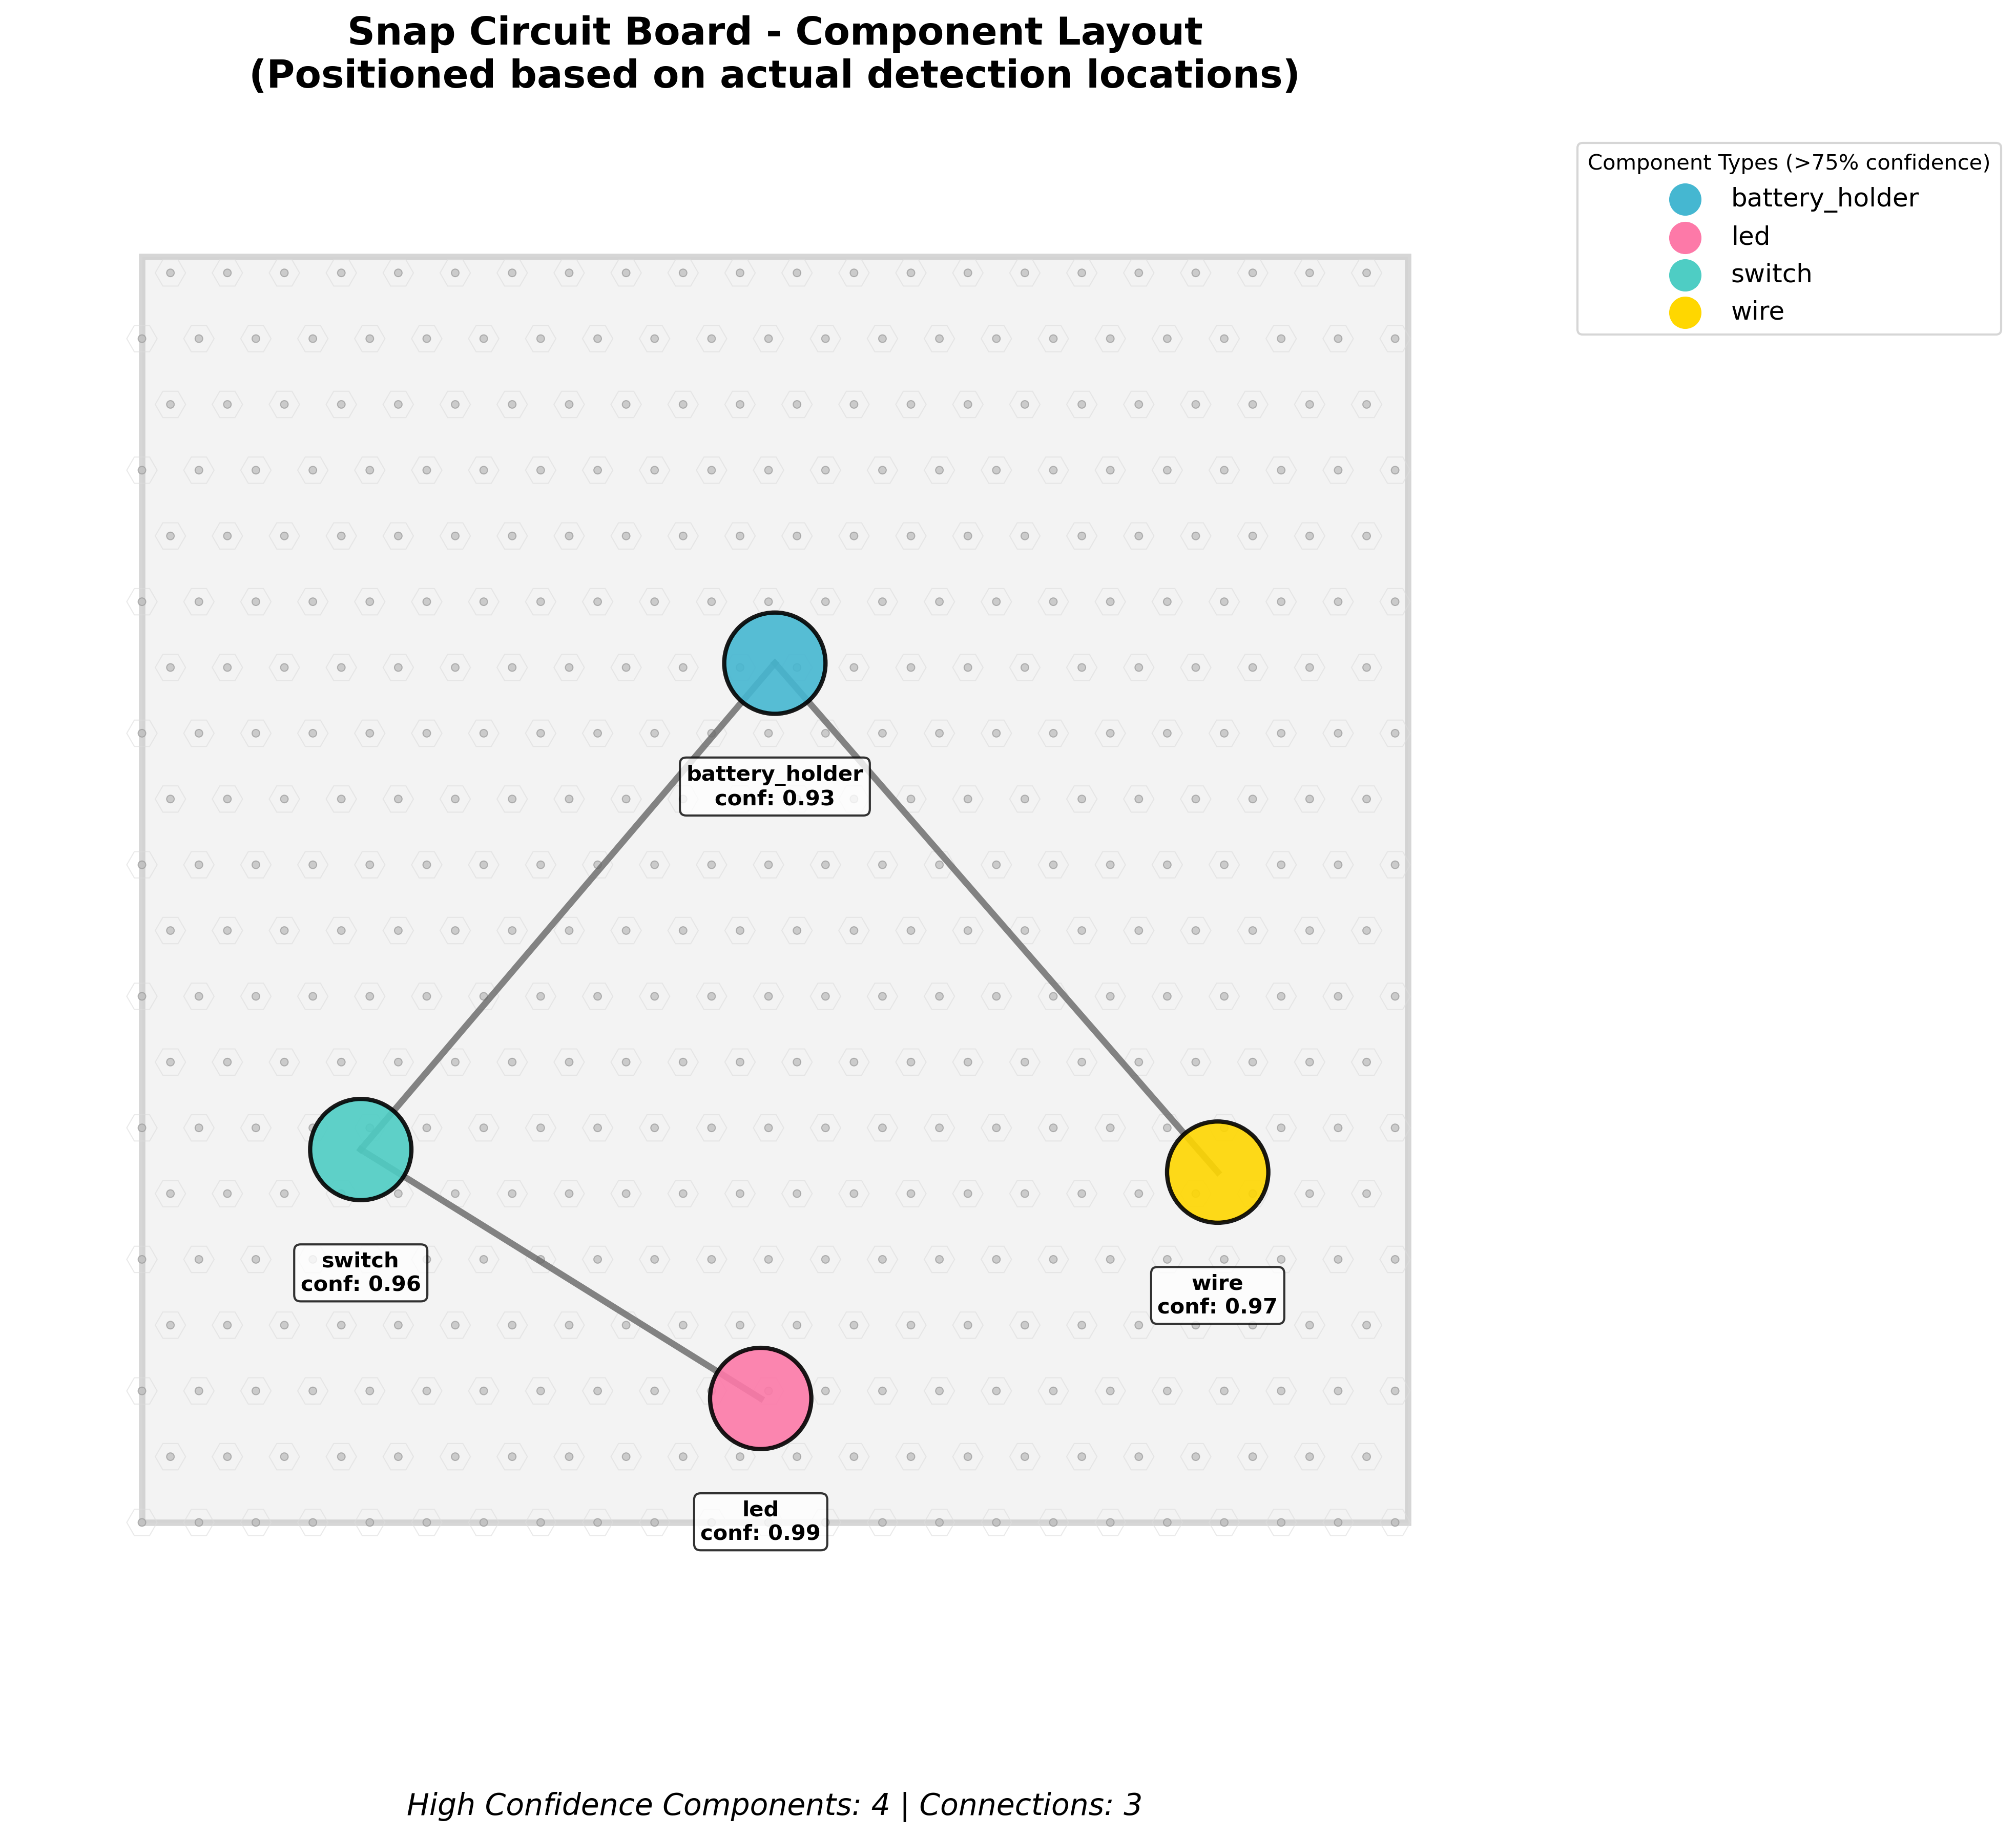 Snap Circuit Board - Component Layout
(Positioned based on actual detection locations)
Component Types (>75% confidence)
battery_holder
led
switch
wire
battery_holder
conf: 0.93
switch
conf: 0.96
wire
conf: 0.97
led
conf: 0.99
High Confidence Components: 4 | Connections: 3